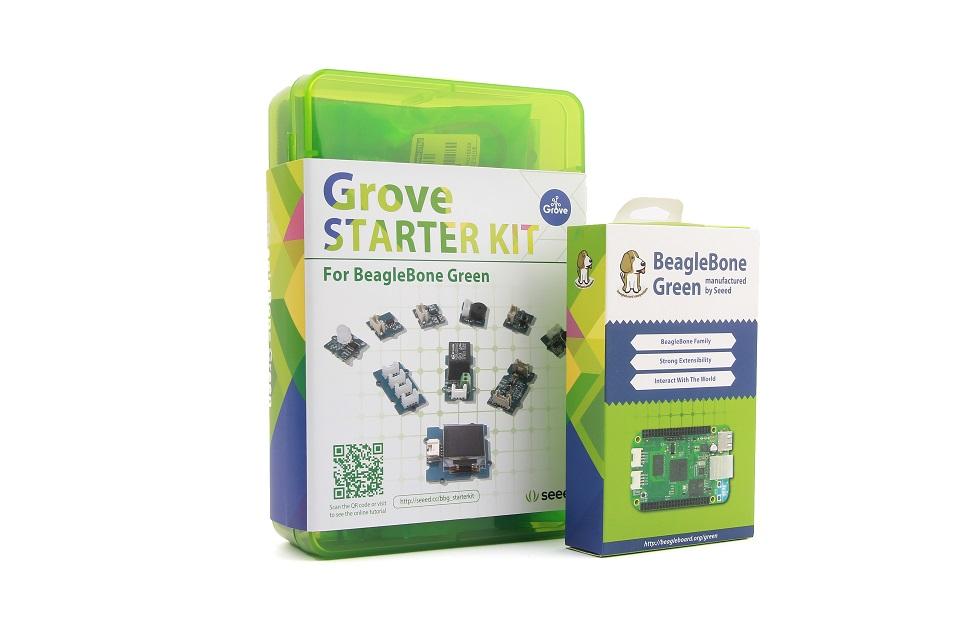 Grove
STARTER KIT
For BeagleBone Green
Grove
Scan the QR code or visit
to see the online tutorial
http://seeed.cc/bbg_starterkit
seeed
BeagleBone
Green
manufactured
by Seeed
BeagleBone Family
Strong Extensibility
Interact With The World
http://beagleboard.org/green